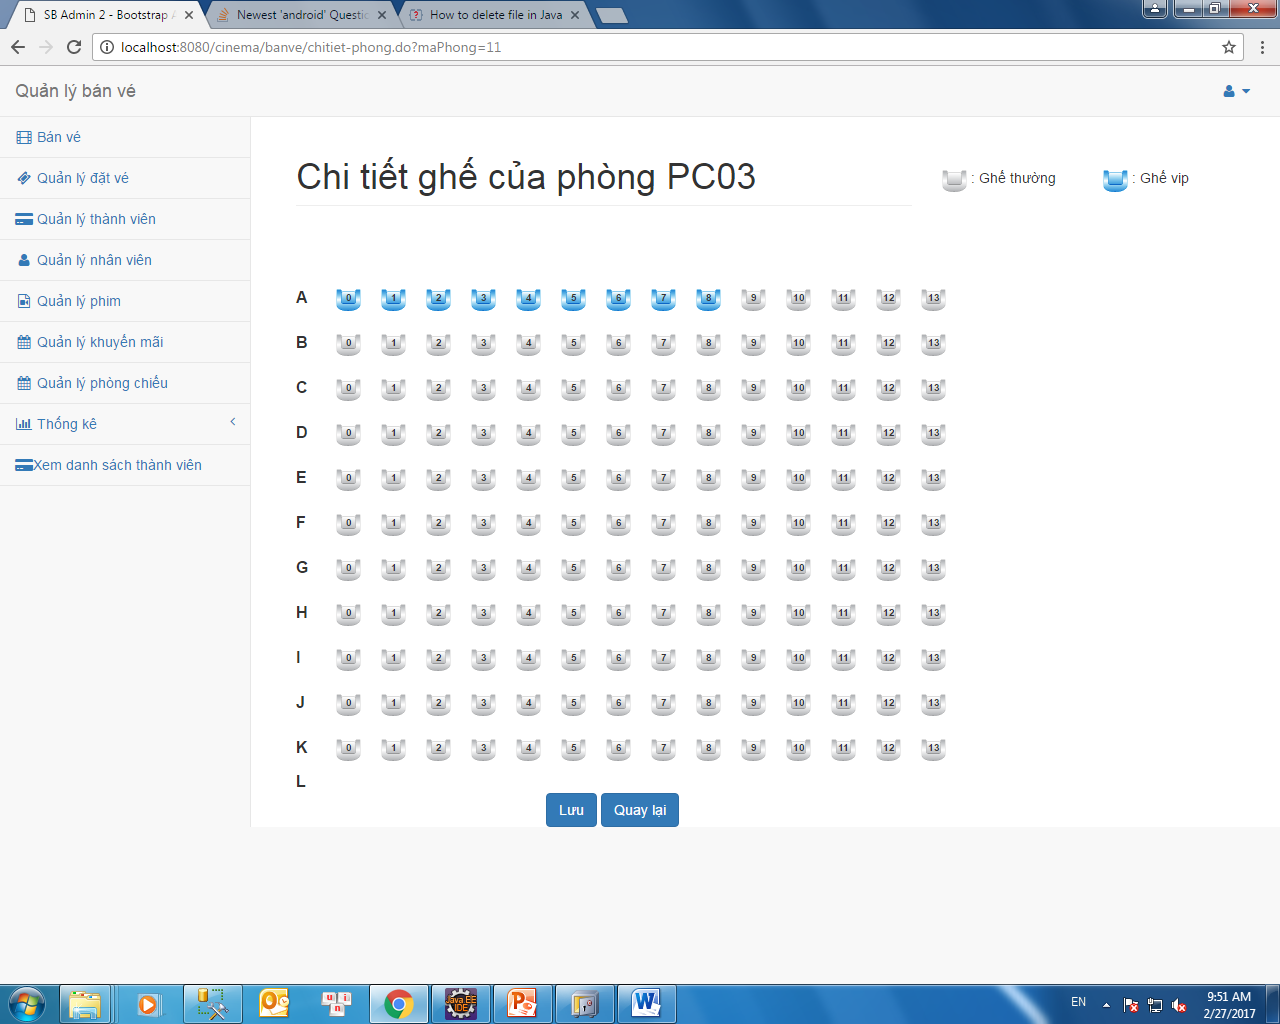 SB Admin 2 - Bootstrap A
Newest 'android' Questio
How to delete file in Java
localhost:8080/cinema/banve/chitiet-phong.do?maPhong=11
Quản lý bán vé
Bán vé
Quản lý đặt vé
Quản lý thành viên
Quản lý nhân viên
Quản lý phim
Quản lý khuyến mãi
Quản lý phòng chiếu
Thống kê
Xem danh sách thành viên
Chi tiết ghế của phòng PC03
: Ghế thường
: Ghế vip
A 0 1 2 3 4 5 6 7 8 9 10 11 12 13
B 0 1 2 3 4 5 6 7 8 9 10 11 12 13
C 0 1 2 3 4 5 6 7 8 9 10 11 12 13
D 0 1 2 3 4 5 6 7 8 9 10 11 12 13
E 0 1 2 3 4 5 6 7 8 9 10 11 12 13
F 0 1 2 3 4 5 6 7 8 9 10 11 12 13
G 0 1 2 3 4 5 6 7 8 9 10 11 12 13
H 0 1 2 3 4 5 6 7 8 9 10 11 12 13
I 0 1 2 3 4 5 6 7 8 9 10 11 12 13
J 0 1 2 3 4 5 6 7 8 9 10 11 12 13
K 0 1 2 3 4 5 6 7 8 9 10 11 12 13
L
Lưu
Quay lại
u i n
Java EE
IDE
EN
9:51 AM
2/27/2017